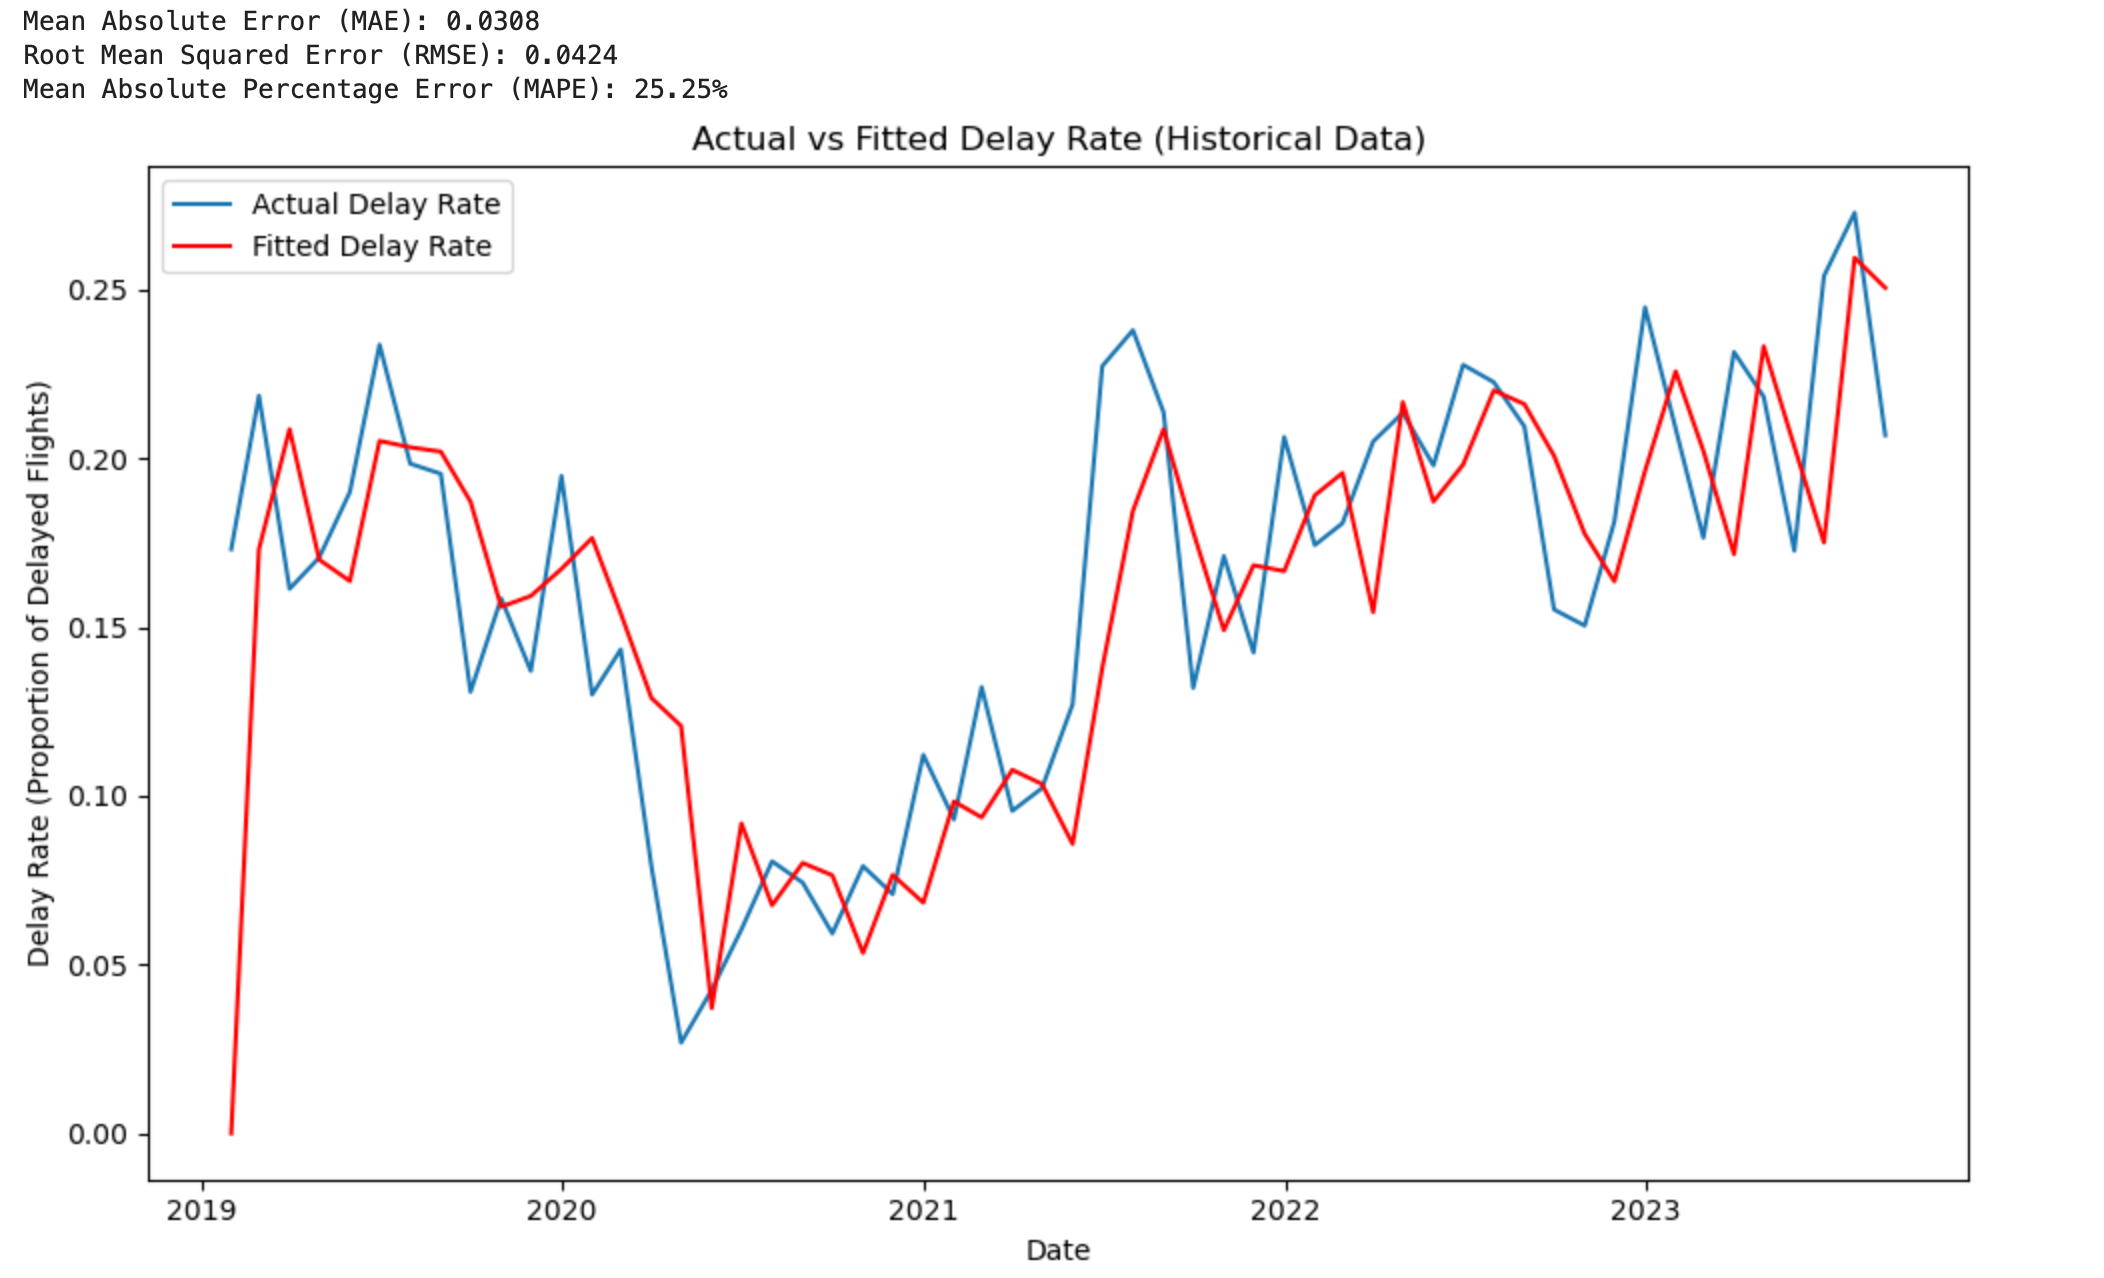 Mean Absolute Error (MAE): 0.0308
Root Mean Squared Error (RMSE): 0.0424
Mean Absolute Percentage Error (MAPE): 25.25%
Actual vs Fitted Delay Rate (Historical Data)
Actual Delay Rate
Fitted Delay Rate
Delay Rate (Proportion of Delayed Flights)
0.25
0.20
0.15
0.10
0.05
0.00
2019
2020
2021
2022
2023
Date